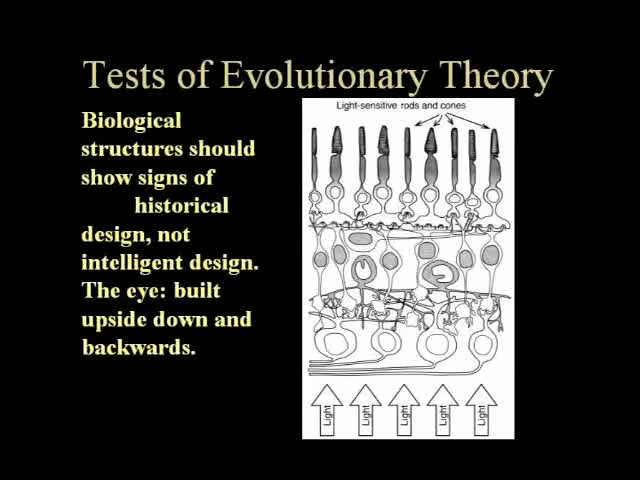 Tests of Evolutionary Theory
Biological
structures should
show signs of
historical
design, not
intelligent design.
The eye: built
upside down and
backwards.
Light-sensitive rods and cones
Light
Light
Light
Light
Light